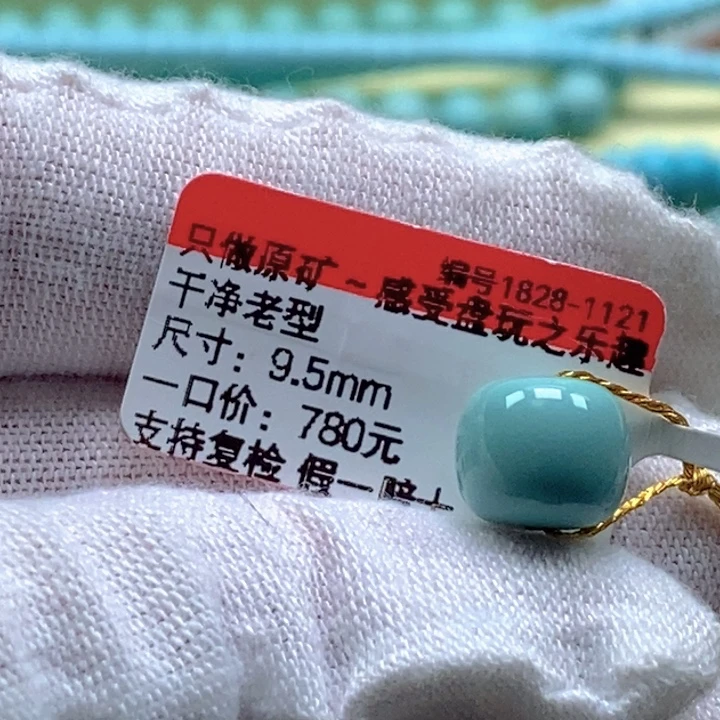 编号1828-1121
只做原矿~感受盘玩之乐趣
干净老型
尺寸：9.5mm
一口价：780元
支持复检 假一赔十